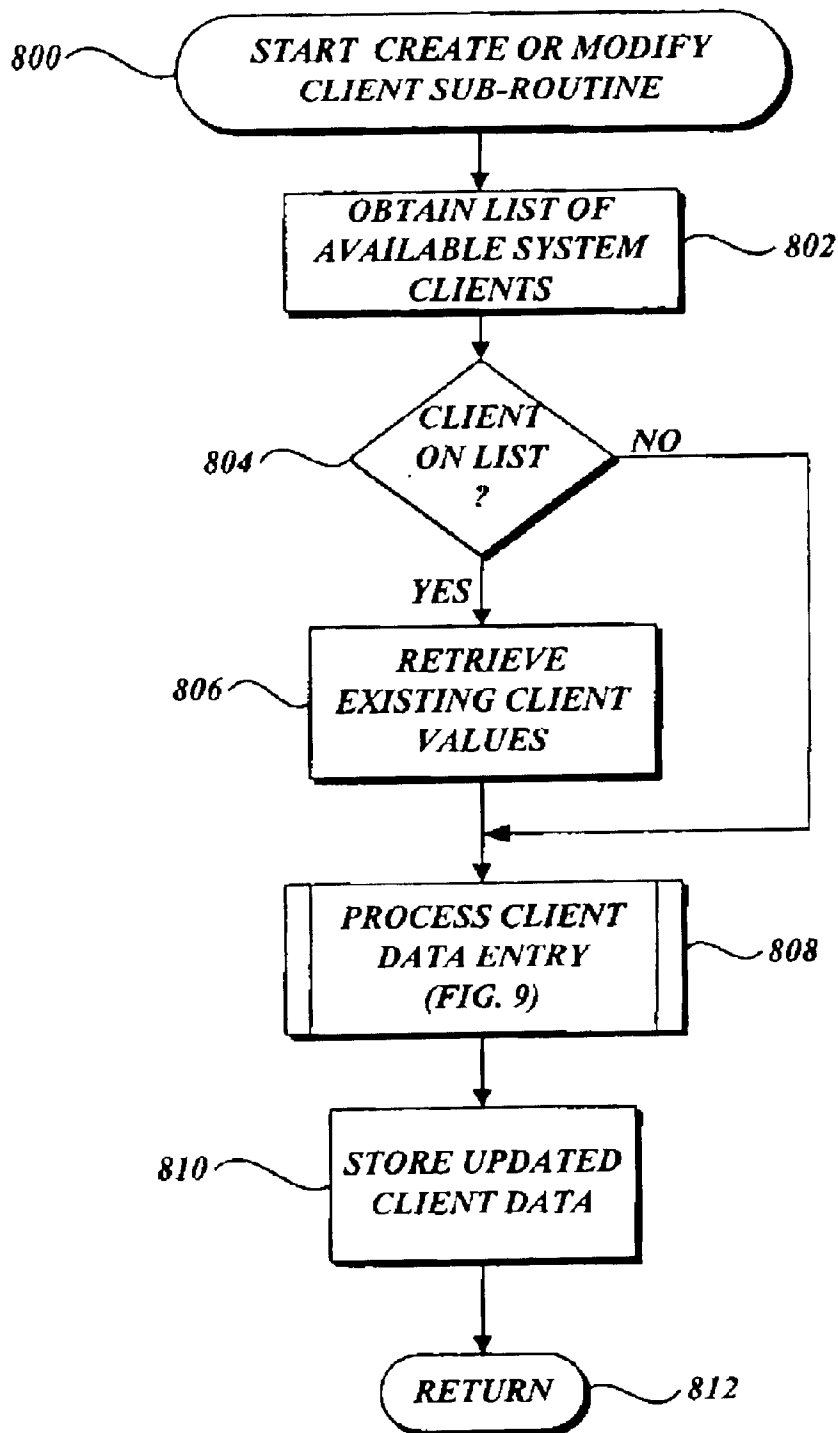 800
START CREATE OR MODIFY
CLIENT SUB-ROUTINE
OBTAIN LIST OF
AVAILABLE SYSTEM
CLIENTS
802
804
CLIENT
ON LIST
?
NO
YES
806
RETRIEVE
EXISTING CLIENT
VALUES
PROCESS CLIENT
DATA ENTRY
(FIG. 9)
808
810
STORE UPDATED
CLIENT DATA
RETURN
812